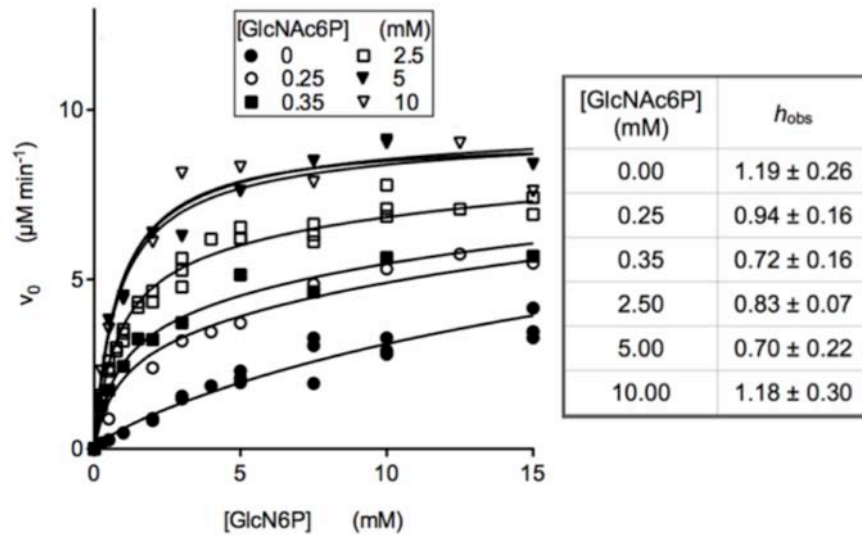 [GlcNAc6P] (mM)
● 0 □ 2.5
○ 0.25 ▼ 5
■ 0.35 ▽ 10
10
5
0
v₀ (µM min⁻¹)
0 5 10 15
[GlcN6P] (mM)
[GlcNAc6P] (mM) h_obs
0.00 1.19 ± 0.26
0.25 0.94 ± 0.16
0.35 0.72 ± 0.16
2.50 0.83 ± 0.07
5.00 0.70 ± 0.22
10.00 1.18 ± 0.30